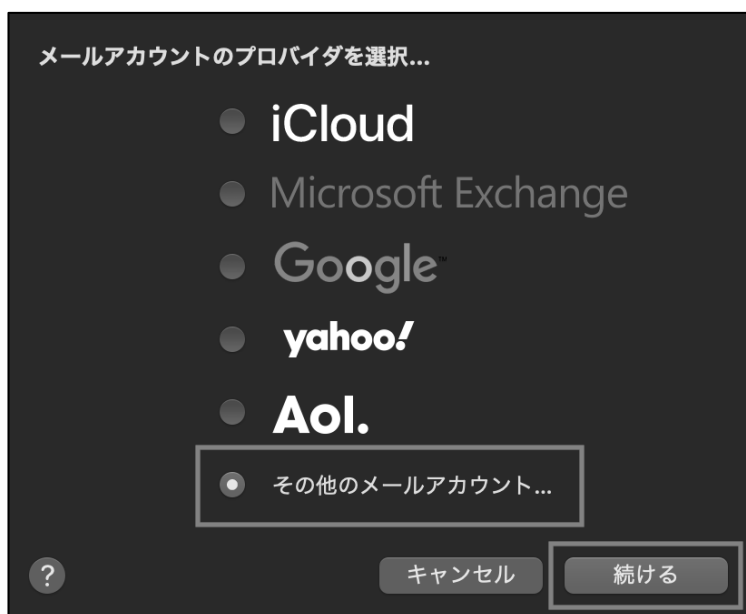 メールアカウントのプロバイダを選択...
iCloud
Microsoft Exchange
Google™
yahoo!
Aol.
その他のメールアカウント...
?
キャンセル
続ける